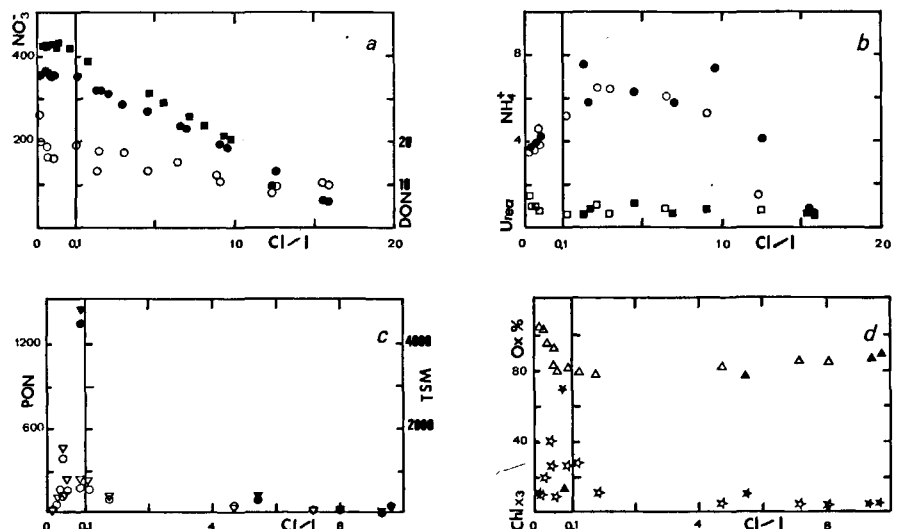 NO₃⁻
400
200
a
20
10
DON
0 0,1 10 20
Cl/l
NH₄⁺
Urea
8
4
0
b
0 0,1 10 20
Cl/l
PON
1200
600
c
4000
2000
TSM
0 0,1 4 8
Cl/l
Ox %
Chlx3
80
40
d
0 0,1 4 8
Cl/l